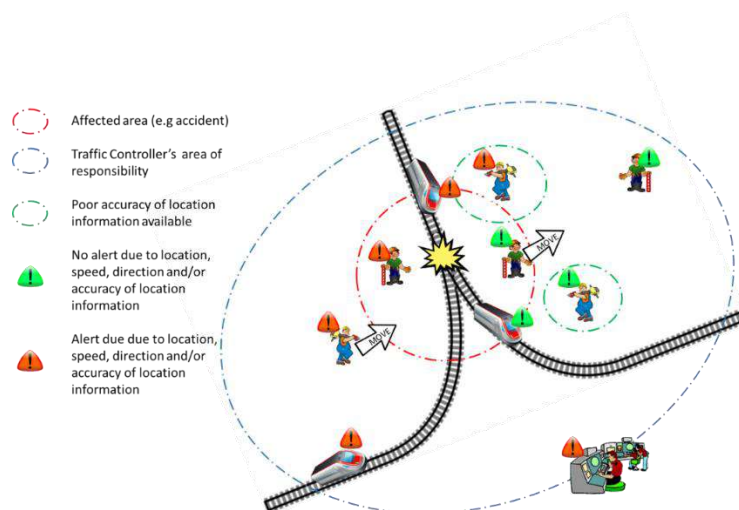 Affected area (e.g accident)
Traffic Controller's area of
responsibility
Poor accuracy of location
information available
No alert due to location,
speed, direction and/or
accuracy of location
information
Alert due due to location,
speed, direction and/or
accuracy of location
information
MOVE
MOVE